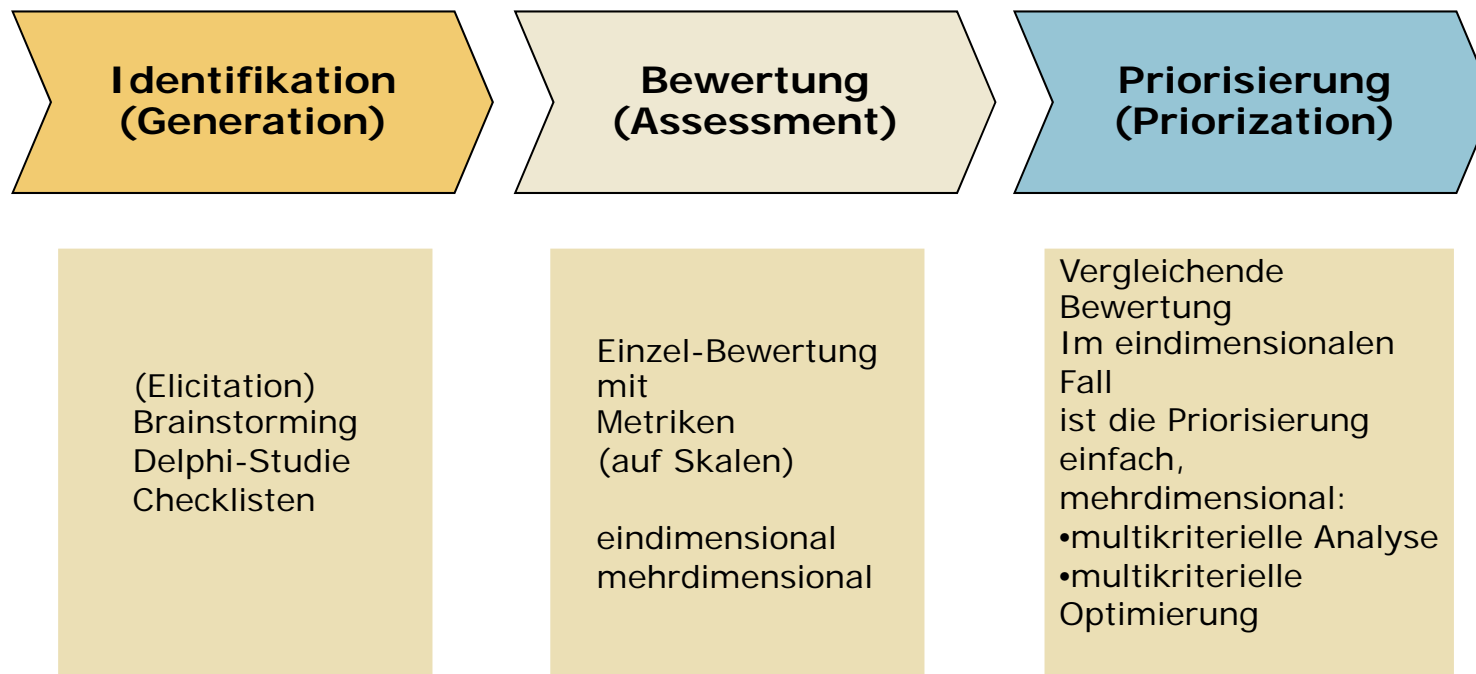 Identifikation
(Generation)
Bewertung
(Assessment)
Priorisierung
(Priorization)
(Elicitation)
Brainstorming
Delphi-Studie
Checklisten
Einzel-Bewertung
mit
Metriken
(auf Skalen)
eindimensional
mehrdimensional
Vergleichende
Bewertung
Im eindimensionalen
Fall
ist die Priorisierung
einfach,
mehrdimensional:
•multikriterielle Analyse
•multikriterielle
Optimierung